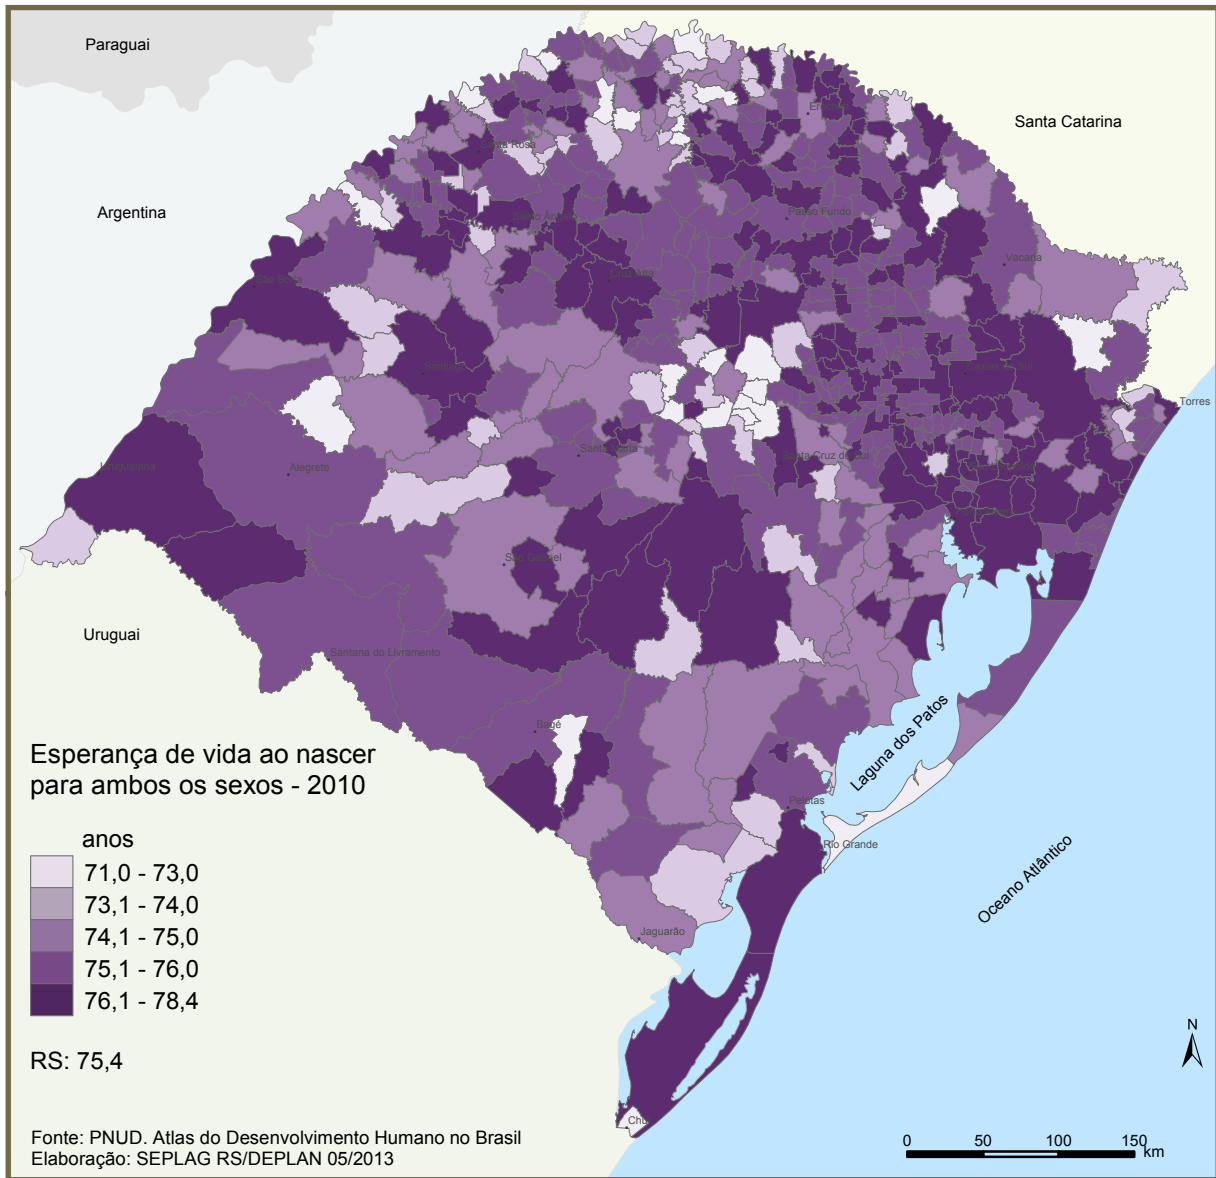 Paraguai
Santa Catarina
Argentina
Erechim
Santa Rosa
Santo Ângelo
Passo Fundo
Vacaria
São Borja
Cruz Alta
Santiago
Caxias do Sul
Torres
Uruguaiana
Alegrete
Santa Maria
Santa Cruz do Sul
São Gabriel
Uruguai
Santana do Livramento
Bagé
Laguna dos Patos
Pelotas
Rio Grande
Oceano Atlântico
Jaguarão
Chuí
Esperança de vida ao nascer
para ambos os sexos - 2010
anos
71,0 - 73,0
73,1 - 74,0
74,1 - 75,0
75,1 - 76,0
76,1 - 78,4
RS: 75,4
Fonte: PNUD. Atlas do Desenvolvimento Humano no Brasil
Elaboração: SEPLAG RS/DEPLAN 05/2013
N
0 50 100 150
km